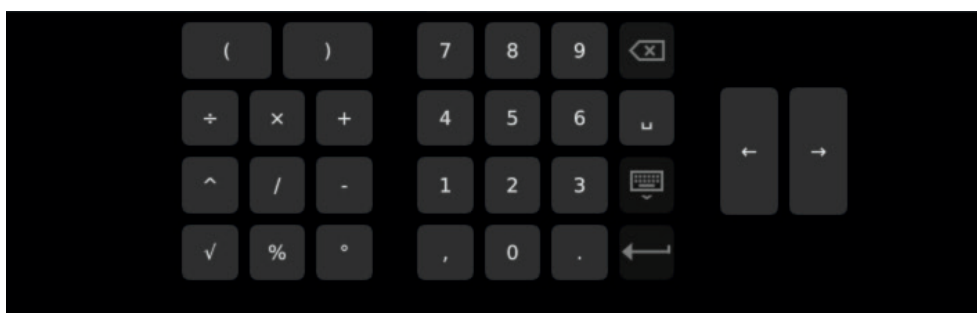 ( ) 7 8 9
÷ × + 4 5 6 ␣ ← →
^ / - 1 2 3
√ % ° , 0 .